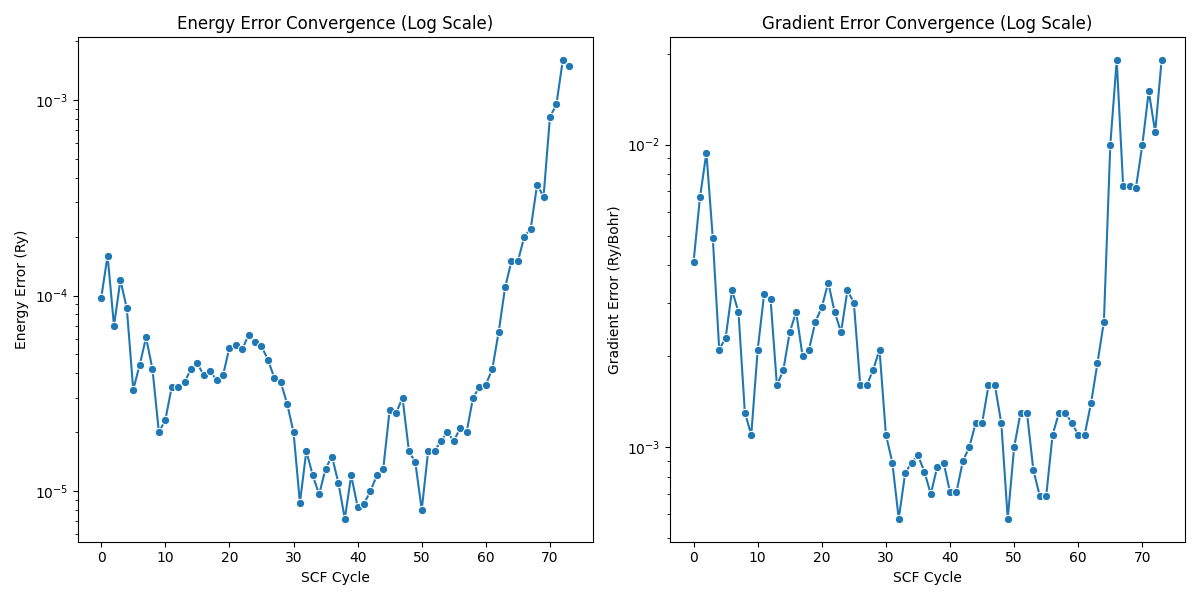 Energy Error Convergence (Log Scale)
Energy Error (Ry)
10⁻³
10⁻⁴
10⁻⁵
0 10 20 30 40 50 60 70
SCF Cycle
Gradient Error Convergence (Log Scale)
Gradient Error (Ry/Bohr)
10⁻²
10⁻³
0 10 20 30 40 50 60 70
SCF Cycle